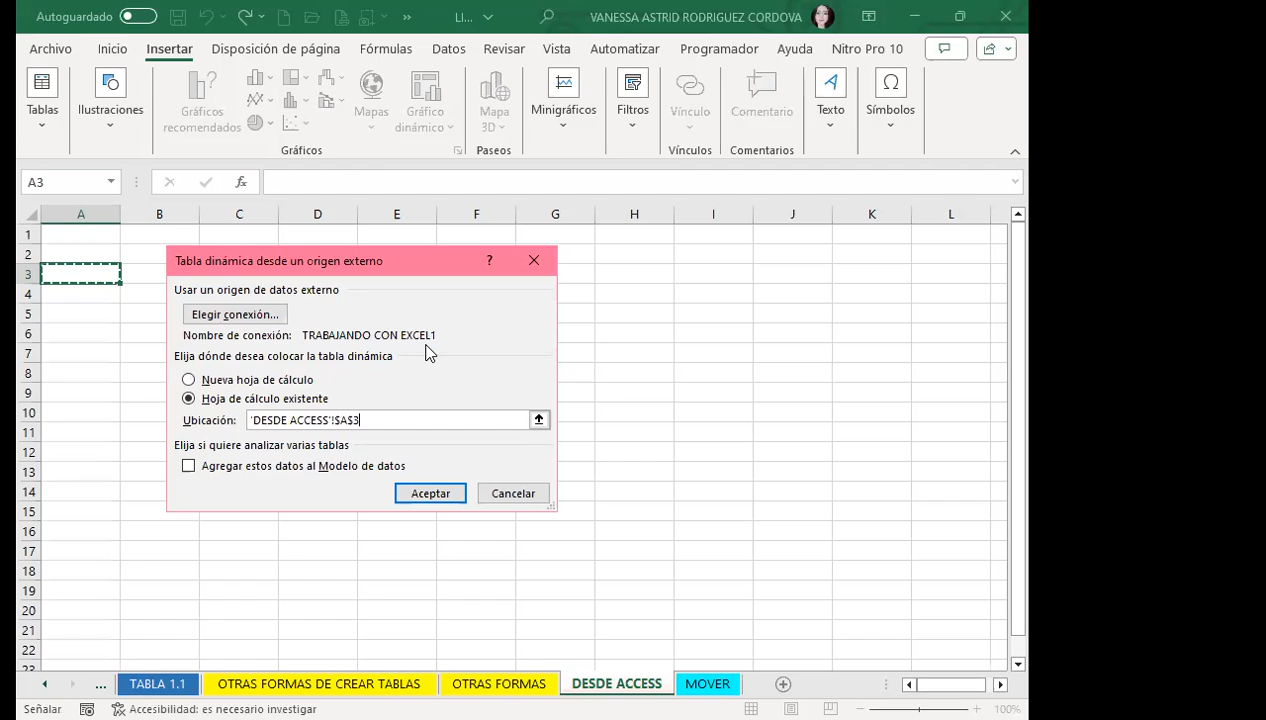 Autoguardado
LI...
VANESSA ASTRID RODRIGUEZ CORDOVA
Archivo Inicio Insertar Disposición de página Fórmulas Datos Revisar Vista Automatizar Programador Ayuda Nitro Pro 10
Tablas
Ilustraciones
Gráficos recomendados
Mapas
Gráfico dinámico
Mapa 3D
Minigráficos
Filtros
Vínculo
Comentario
Texto
Símbolos
Gráficos Paseos Vínculos Comentarios
A3
fx
A B C D E F G H I J K L
1
2
3
4
5
6
7
8
9
10
11
12
13
14
15
16
17
18
19
20
21
22
23
Tabla dinámica desde un origen externo ?
Usar un origen de datos externo
Elegir conexión...
Nombre de conexión: TRABAJANDO CON EXCEL1
Elija dónde desea colocar la tabla dinámica
Nueva hoja de cálculo
Hoja de cálculo existente
Ubicación: 'DESDE ACCESS'!$A$3
Elija si quiere analizar varias tablas
Agregar estos datos al Modelo de datos
Aceptar Cancelar
... TABLA 1.1 OTRAS FORMAS DE CREAR TABLAS OTRAS FORMAS DESDE ACCESS MOVER
Señalar Accesibilidad: es necesario investigar 100%